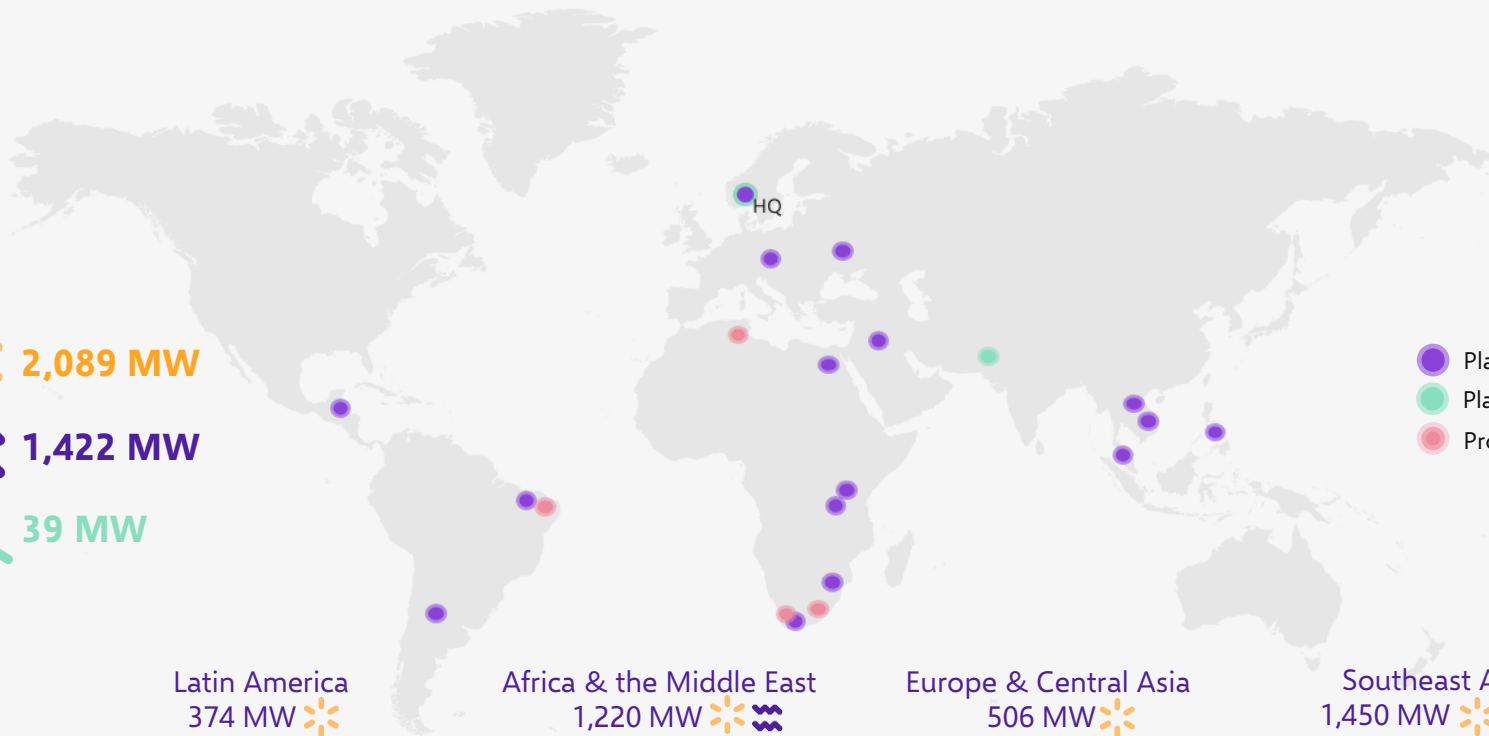 HQ
2,089 MW
1,422 MW
39 MW
Latin America
374 MW
Africa & the Middle East
1,220 MW
Europe & Central Asia
506 MW
Southeast
1,450 MW